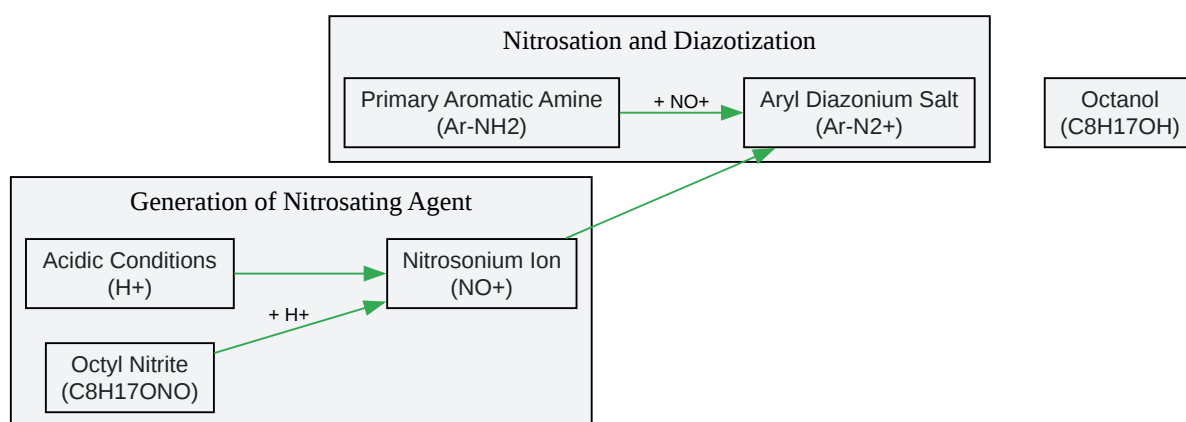 Nitrosation and Diazotization
Primary Aromatic Amine
(Ar-NH2)
+ NO+
Aryl Diazonium Salt
(Ar-N2+)
Octanol
(C8H17OH)
Generation of Nitrosating Agent
Acidic Conditions
(H+)
Nitrosonium Ion
(NO+)
+ H+
Octyl Nitrite
(C8H17ONO)